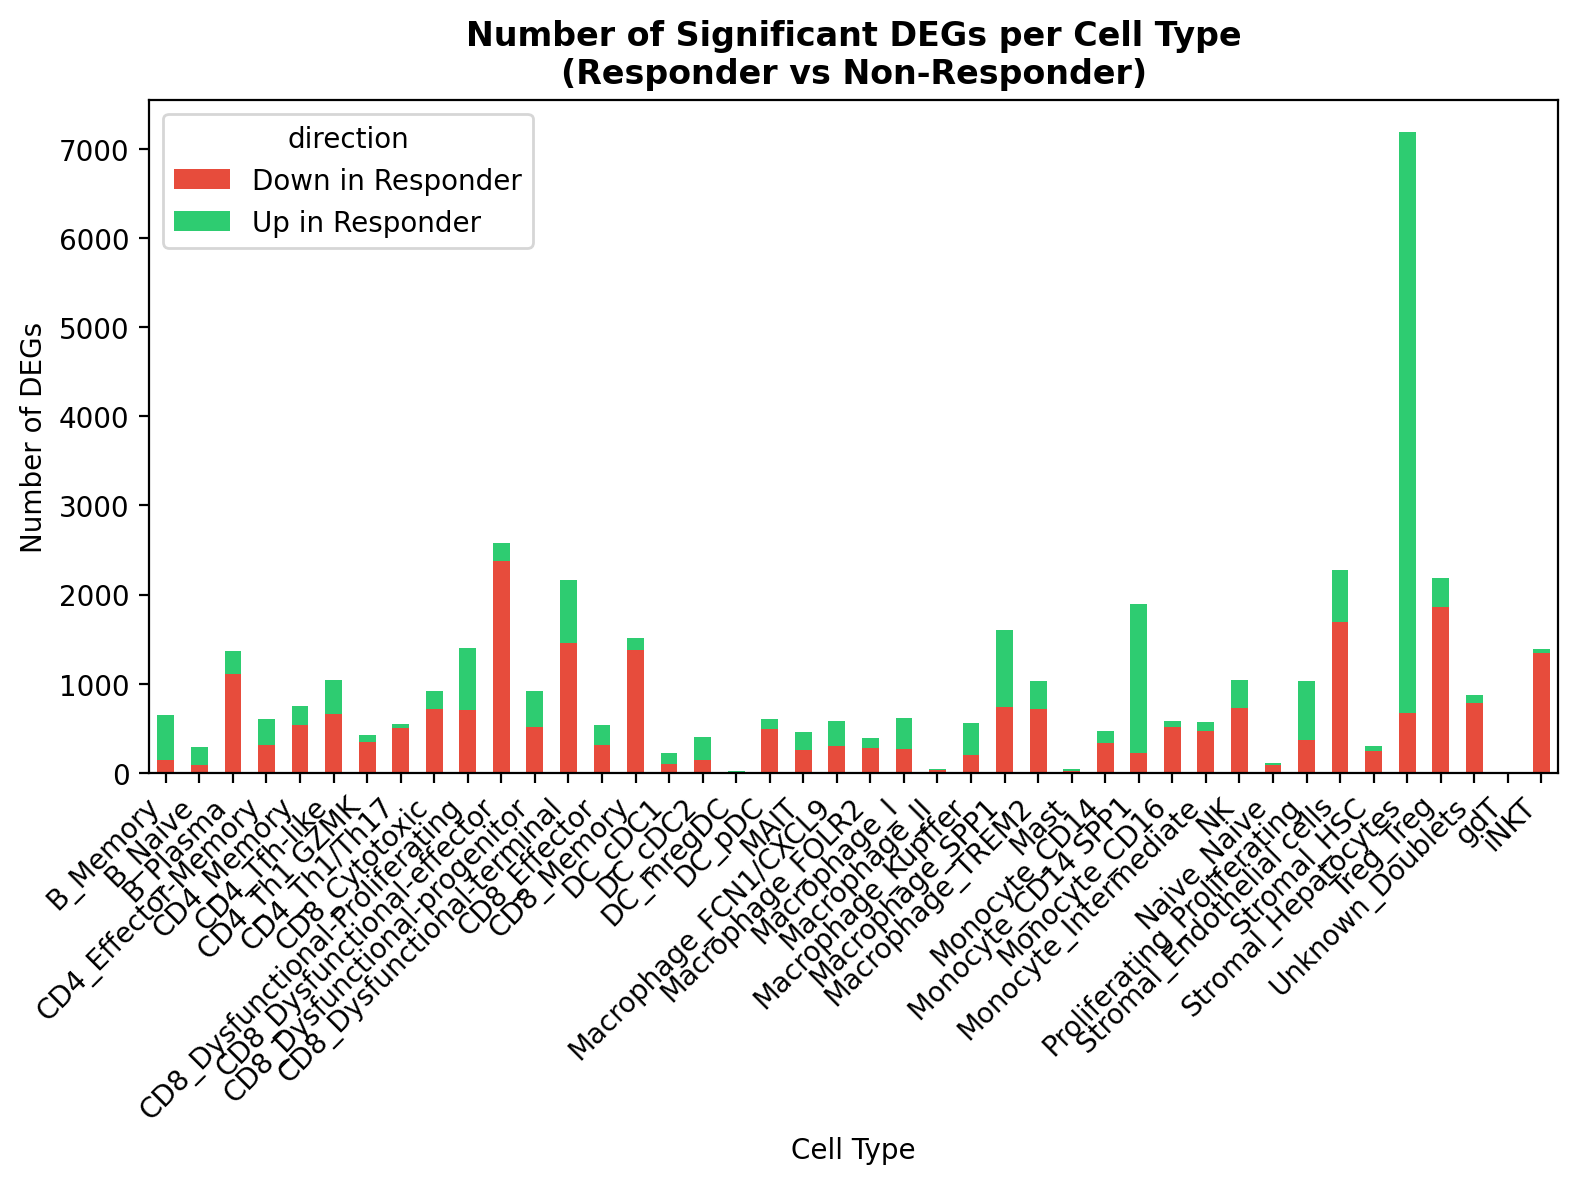 Number of Significant DEGs per Cell Type
(Responder vs Non-Responder)
direction
Down in Responder
Up in Responder
Number of DEGs
7000
6000
5000
4000
3000
2000
1000
0
B_Memory
B_Naive
B_Plasma
CD4_Effector-Memory
CD4_Memory
CD4_Tfh-like
CD4_Th1_GZMK
CD4_Th1/Th17
CD8_Cytotoxic
CD8_Dysfunctional-Proliferating
CD8_Dysfunctional-effector
CD8_Dysfunctional-progenitor
CD8_Dysfunctional-terminal
CD8_Effector
CD8_Memory
DC_cDC1
DC_cDC2
DC_mregDC
DC_pDC
MAIT
Macrophage_FCN1/CXCL9
Macrophage_FOLR2
Macrophage_I
Macrophage_II
Macrophage_Kupffer
Macrophage_SPP1
Macrophage_TREM2
Mast
Monocyte_CD14
Monocyte_CD14_SPP1
Monocyte_CD16
Monocyte_Intermediate
NK
Naive_Naive
Proliferating_Proliferating
Stromal_Endothelial_cells
Stromal_HSC
Stromal_Hepatocytes
Treg_Treg
Unknown_Doublets
gdT
iNKT
Cell Type